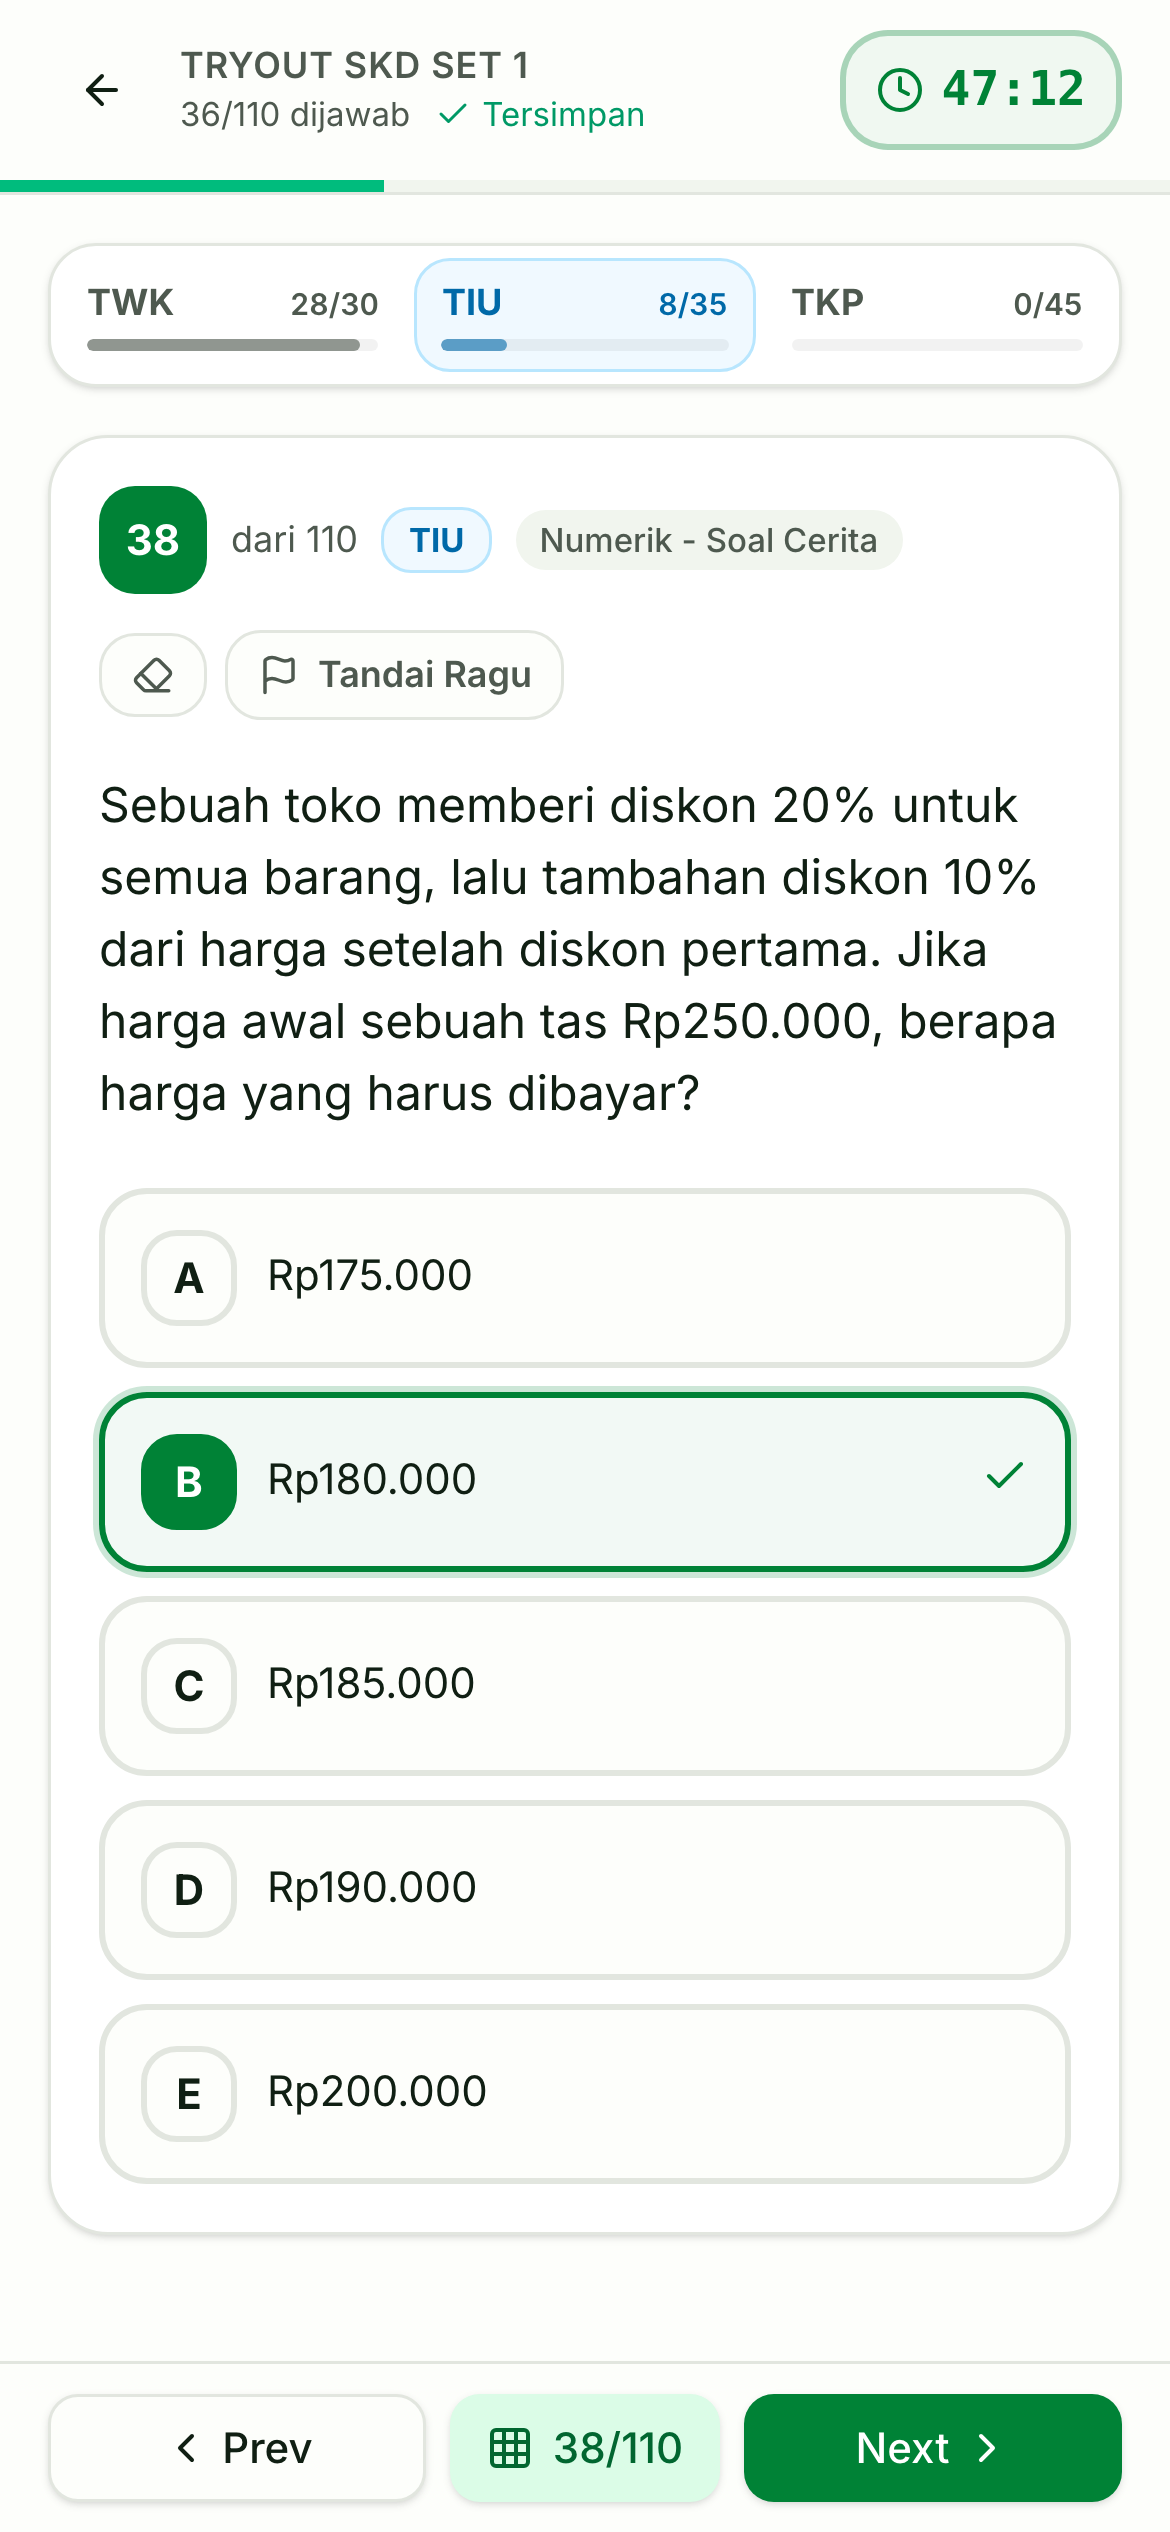 TRYOUT SKD SET 1
36/110 dijawab Tersimpan
47:12
TWK 28/30
TIU 8/35
TKP 0/45
38 dari 110 TIU Numerik - Soal Cerita
Tandai Ragu
Sebuah toko memberi diskon 20% untuk
semua barang, lalu tambahan diskon 10%
dari harga setelah diskon pertama. Jika
harga awal sebuah tas Rp250.000, berapa
harga yang harus dibayar?
A Rp175.000
B Rp180.000
C Rp185.000
D Rp190.000
E Rp200.000
Prev
38/110
Next